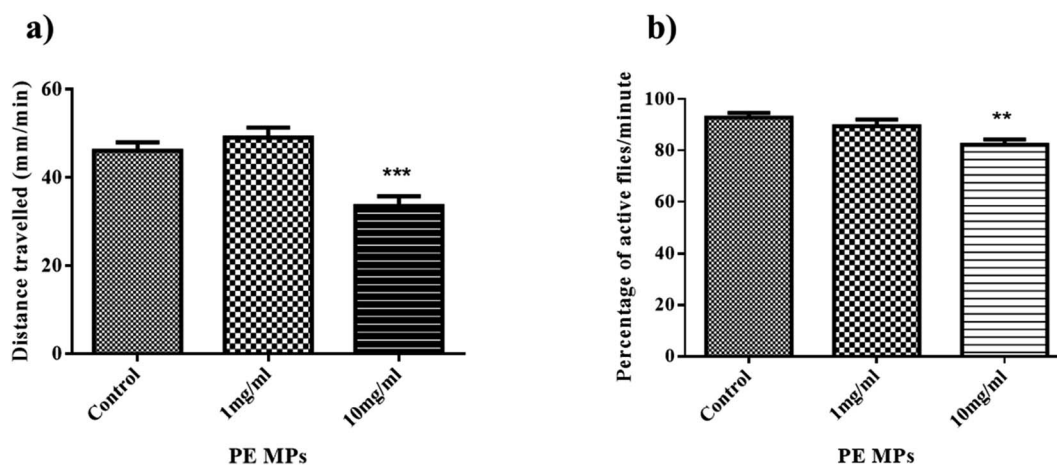 a)
Distance travelled (mm/min)
60
40
20
0
***
Control
1mg/ml
10mg/ml
PE MPs
b)
Percentage of active flies/minute
100
80
60
40
20
0
**
Control
1mg/ml
10mg/ml
PE MPs